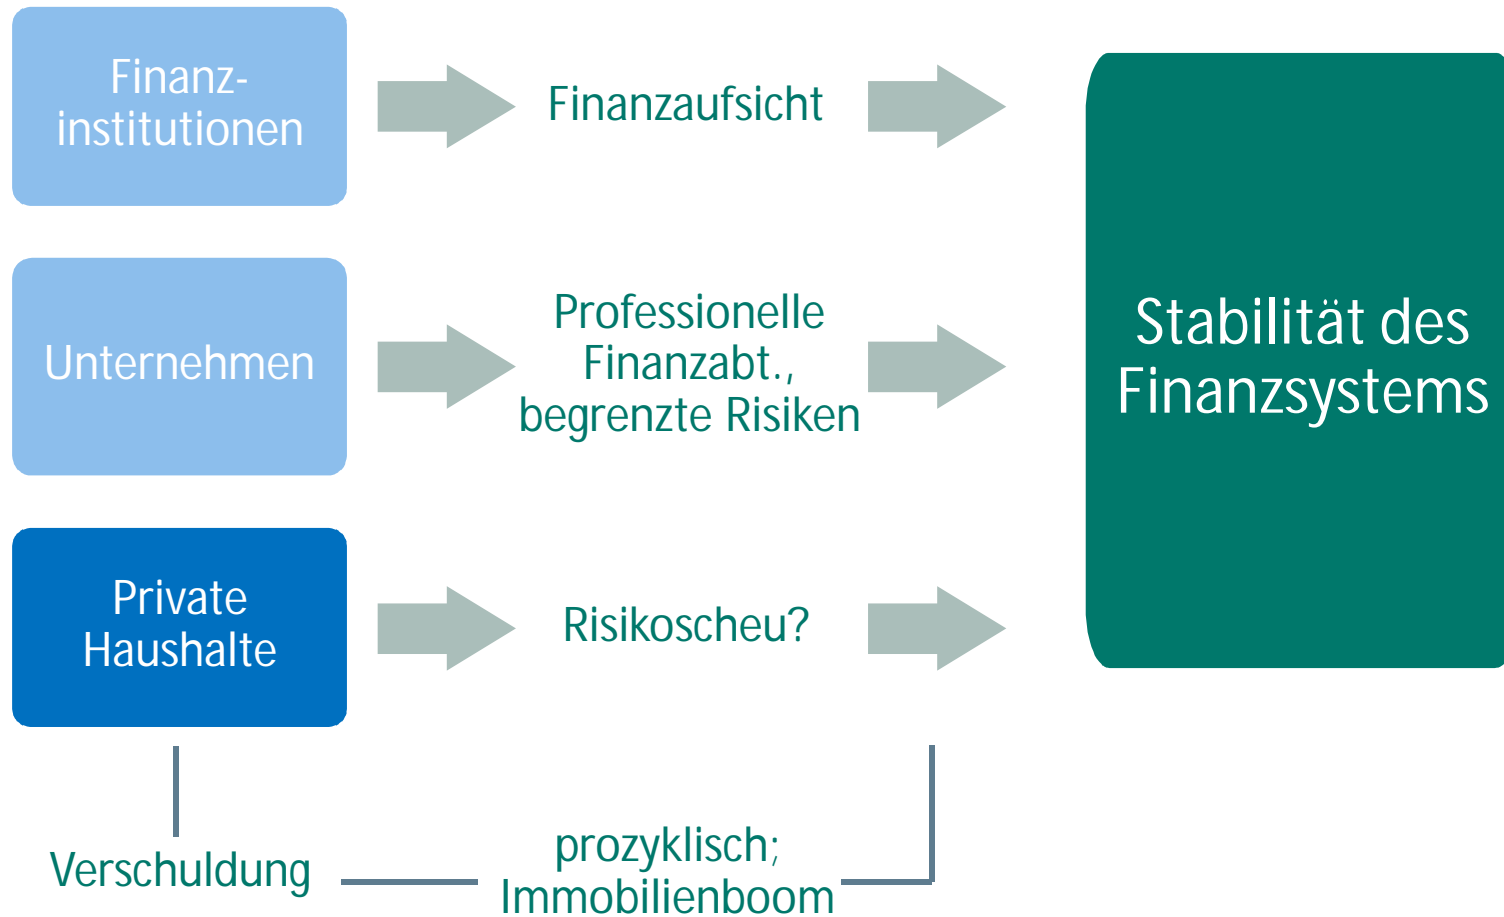 Finanz-
institutionen
Finanzaufsicht
Unternehmen
Professionelle
Finanzabt.,
begrenzte Risiken
Private
Haushalte
Risikoscheu?
Stabilität des
Finanzsystems
Verschuldung
prozyklisch;
Immobilienboom